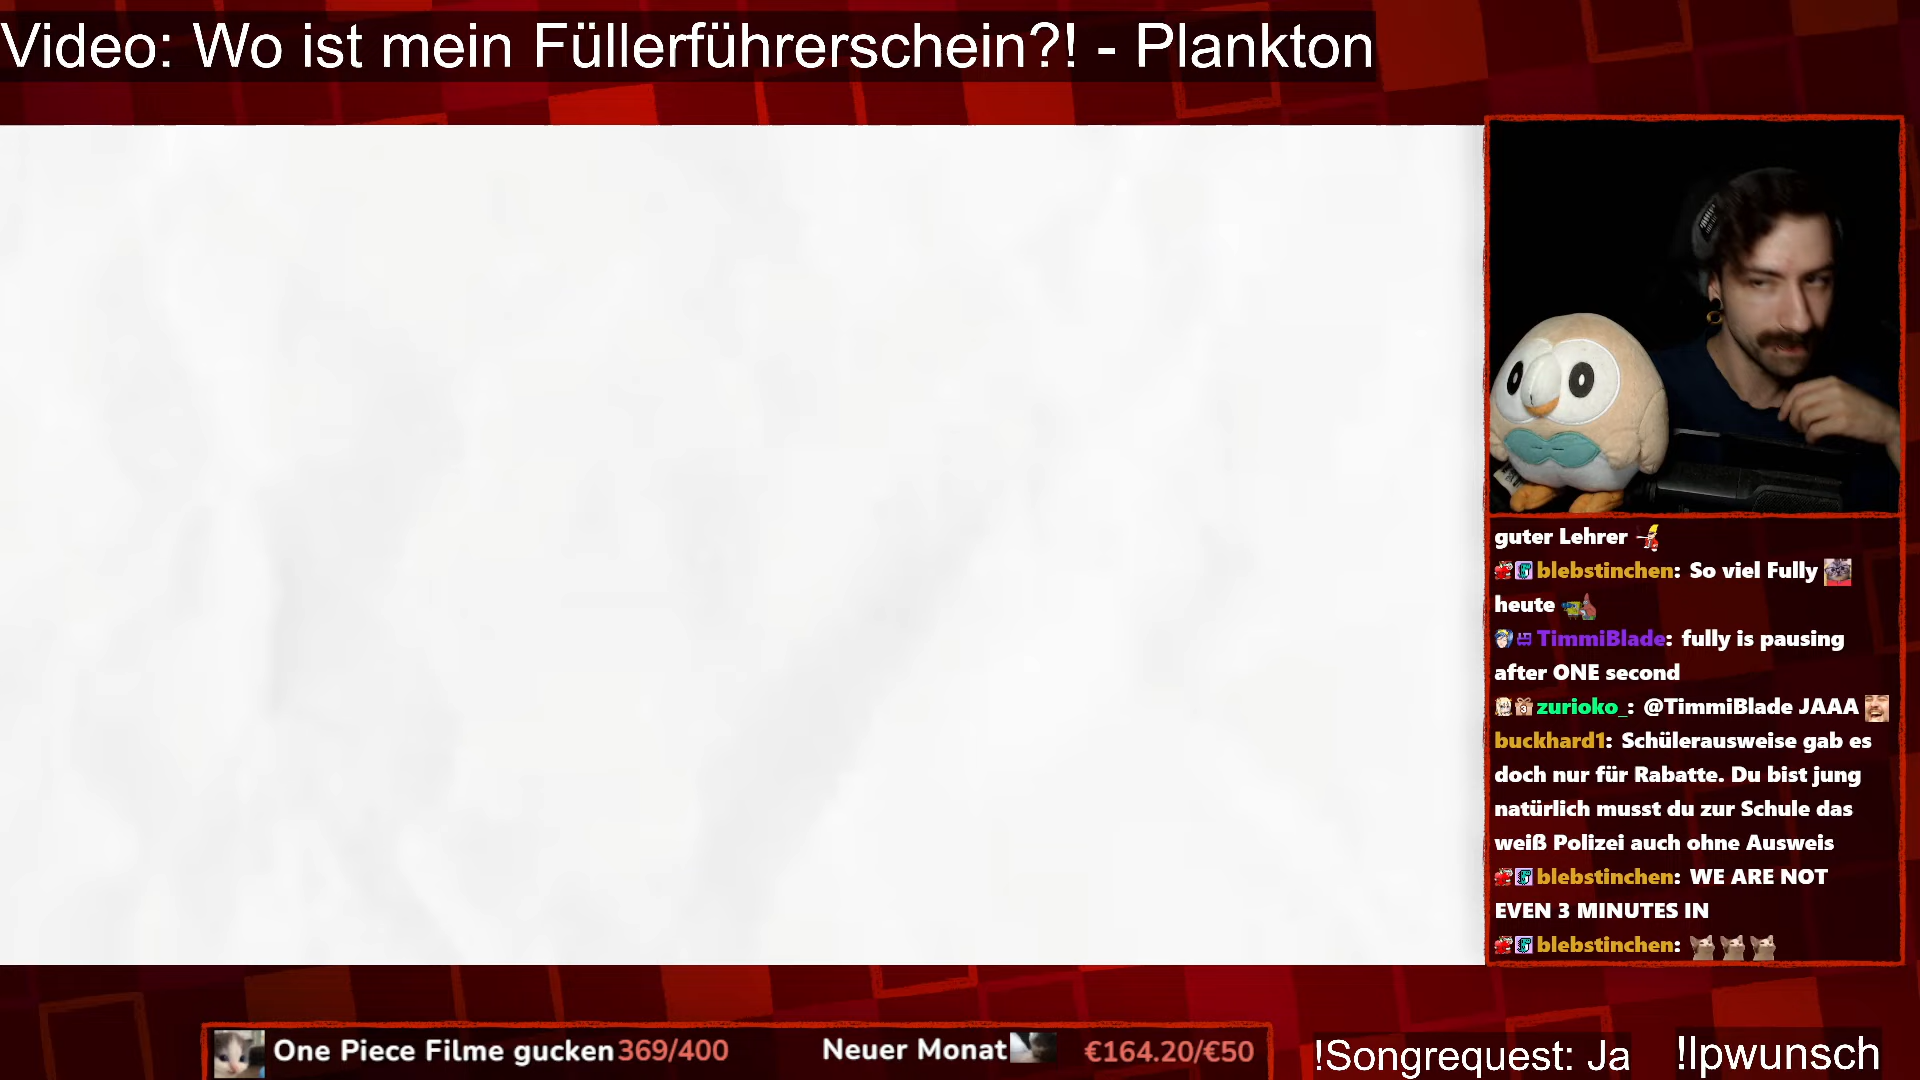 Video: Wo ist mein Füllerführerschein?! - Plankton
guter Lehrer
blebstinchen: So viel Fully
heute
TimmiBlade: fully is pausing
after ONE second
zurioko_: @TimmiBlade JAAA
buckhard1: Schülerausweise gab es
doch nur für Rabatte. Du bist jung
natürlich musst du zur Schule das
weiß Polizei auch ohne Ausweis
blebstinchen: WE ARE NOT
EVEN 3 MINUTES IN
blebstinchen:
One Piece Filme gucken 369/400
Neuer Monat €164.20/€50
!Songrequest: Ja
!lpwunsch